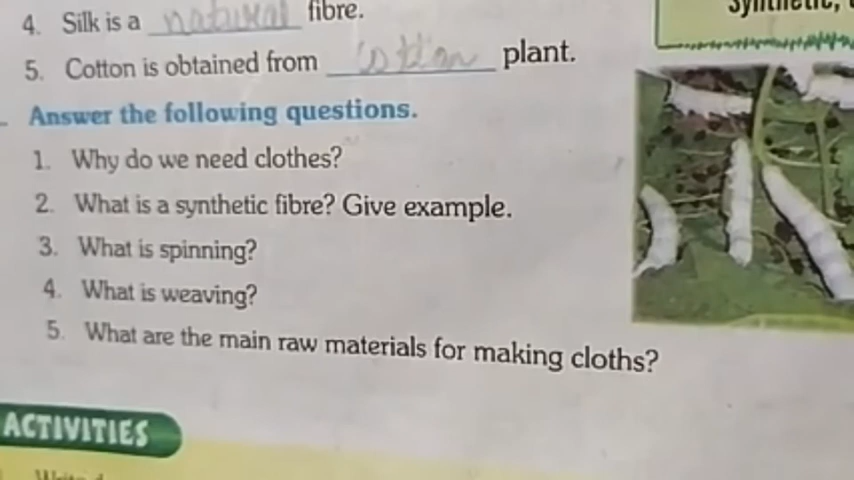 4. Silk is a natural fibre.
5. Cotton is obtained from cotton plant.
Answer the following questions.
1. Why do we need clothes?
2. What is a synthetic fibre? Give example.
3. What is spinning?
4. What is weaving?
5. What are the main raw materials for making cloths?
ACTIVITIES